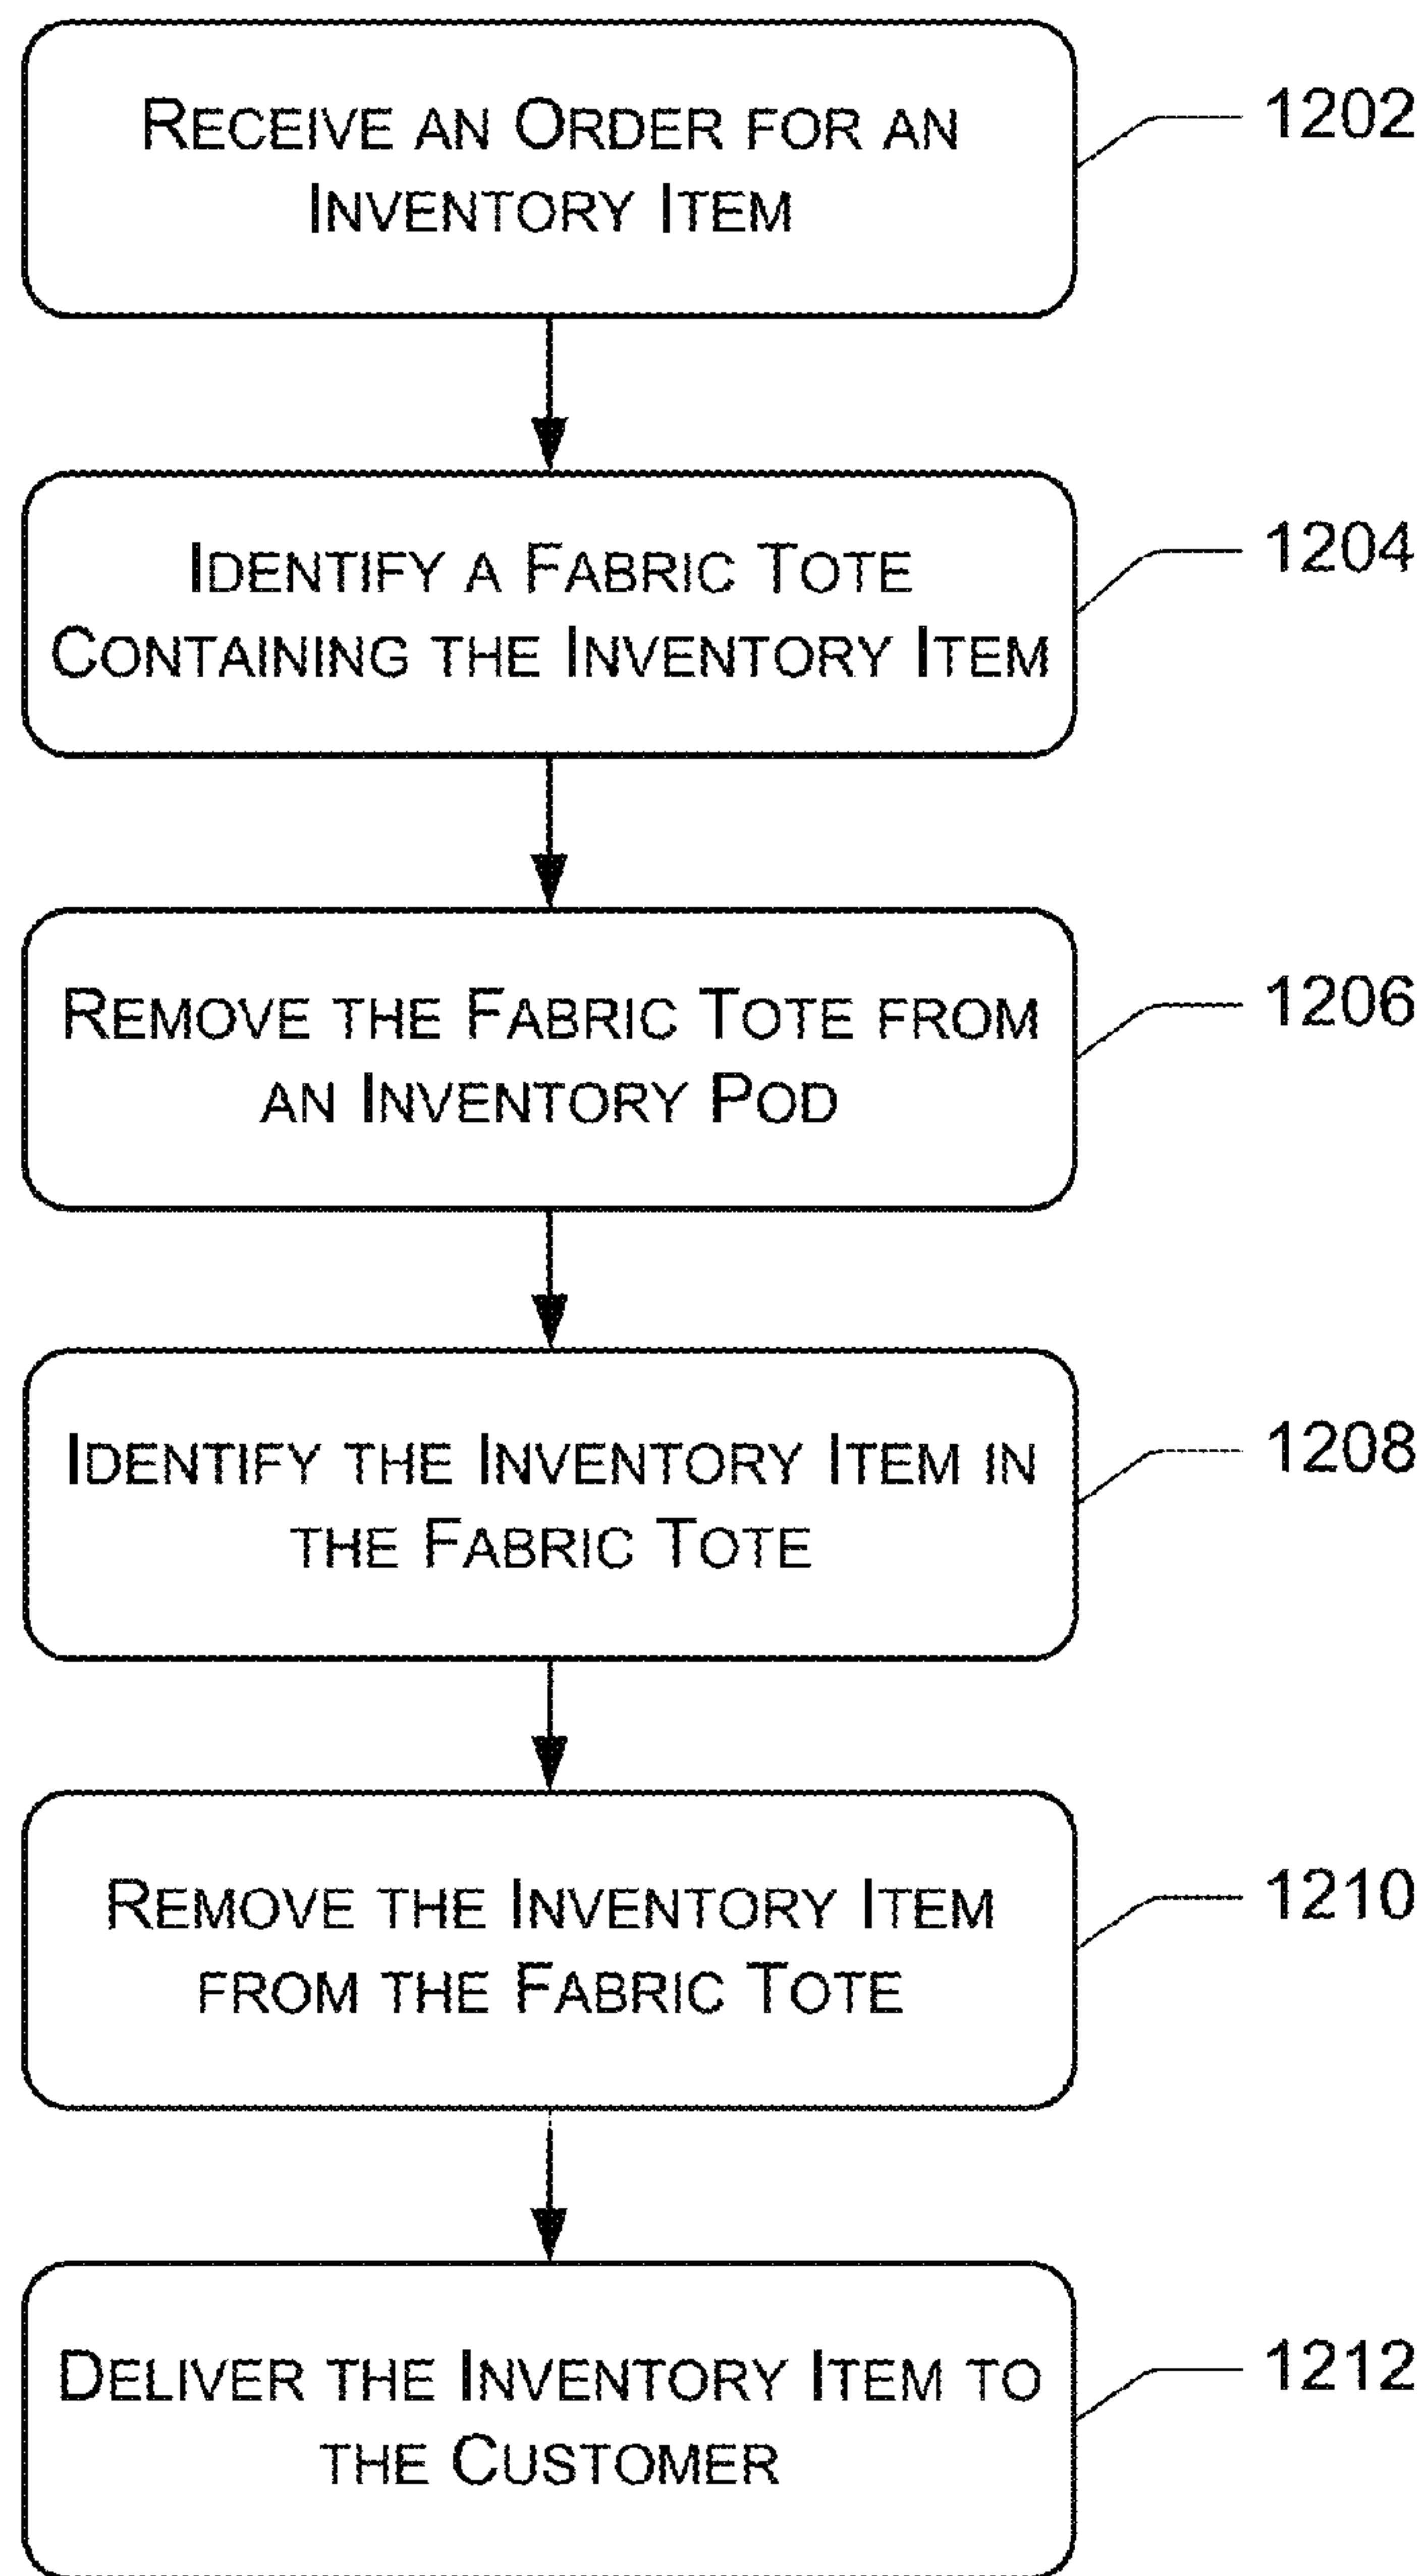 RECEIVE AN ORDER FOR AN
INVENTORY ITEM
1202
IDENTIFY A FABRIC TOTE
CONTAINING THE INVENTORY ITEM
1204
REMOVE THE FABRIC TOTE FROM
AN INVENTORY POD
1206
IDENTIFY THE INVENTORY ITEM IN
THE FABRIC TOTE
1208
REMOVE THE INVENTORY ITEM
FROM THE FABRIC TOTE
1210
DELIVER THE INVENTORY ITEM TO
THE CUSTOMER
1212